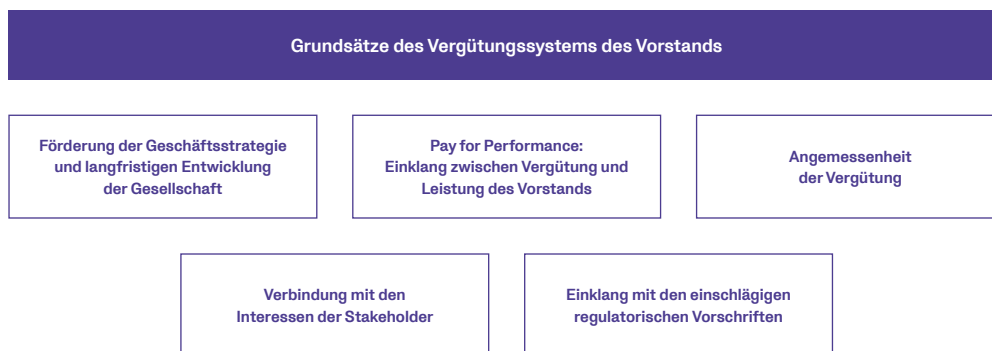 Grundsätze des Vergütungssystems des Vorstands
Förderung der Geschäftsstrategie
und langfristigen Entwicklung
der Gesellschaft
Pay for Performance:
Einklang zwischen Vergütung und
Leistung des Vorstands
Angemessenheit
der Vergütung
Verbindung mit den
Interessen der Stakeholder
Einklang mit den einschlägigen
regulatorischen Vorschriften